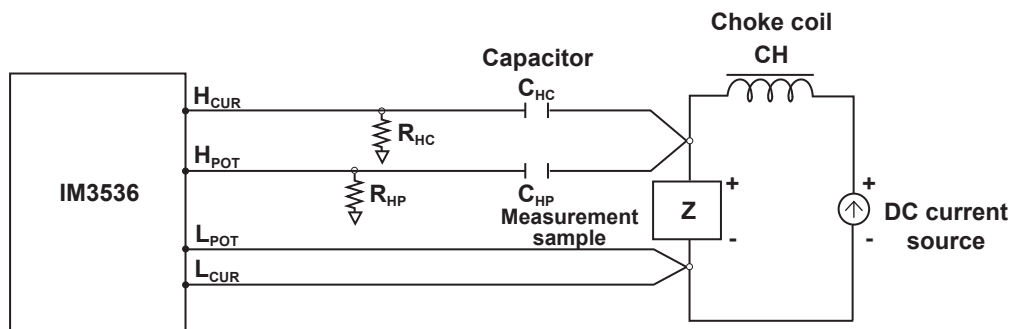 Choke coil
CH
Capacitor
C_HC
H_CUR
R_HC
H_POT
IM3536
R_HP
C_HP
Measurement
sample
Z
+
-
+
-
DC current
source
L_POT
L_CUR